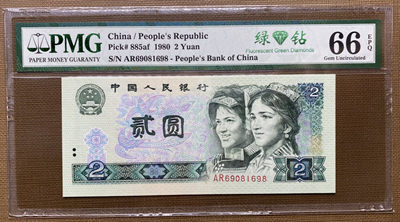 PMG
PAPER MONEY GUARANTY
China / People's Republic
Pick# 885af 1980 2 Yuan
S/N AR69081698 - People's Bank of China
绿钻
Fluorescent Green Diamonds
66 EPQ
Gem Uncirculated
中国人民银行
2
贰圆
2
2
AR69081698